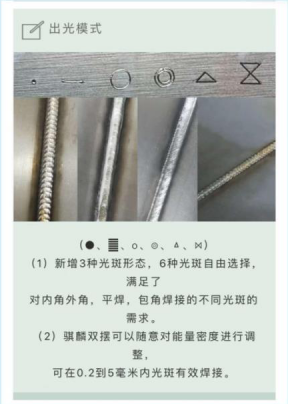 出光模式
(●、▓、○、◎、△、⋈)
(1)新增3种光斑形态，6种光斑自由选择，
满足了
对内角外角，平焊，包角焊接的不同光斑的
需求。
(2)骐麟双摆可以随意对能量密度进行调
整，
可在0.2到5毫米内光斑有效焊接。